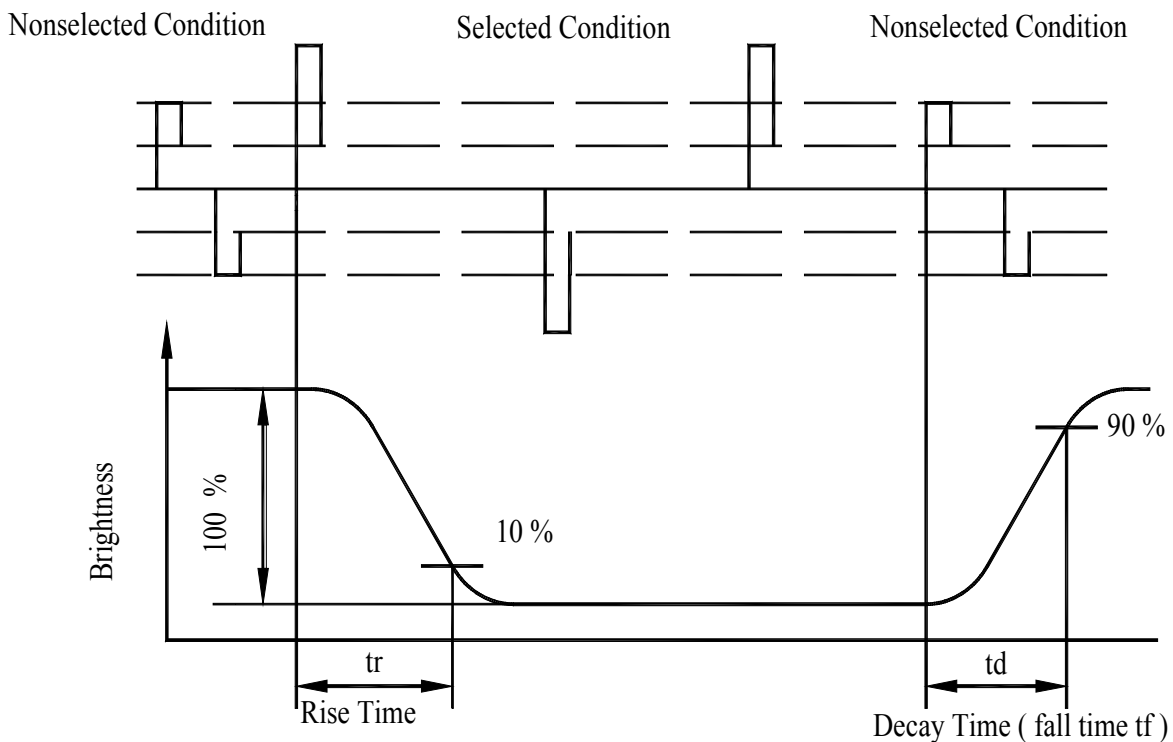 Nonselected Condition
Selected Condition
Nonselected Condition
Brightness
100 %
10 %
90 %
tr
td
Rise Time
Decay Time ( fall time tf )